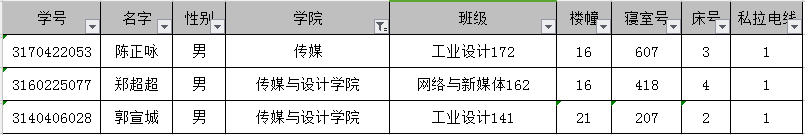 学号 名字 性别 学院 班级 楼幢 寝室号 床号 私拉电线
3170422053 陈正咏 男 传媒 工业设计172 16 607 3 1
3160225077 郑超超 男 传媒与设计学院 网络与新媒体162 16 418 4 1
3140406028 郭宣城 男 传媒与设计学院 工业设计141 21 207 2 1